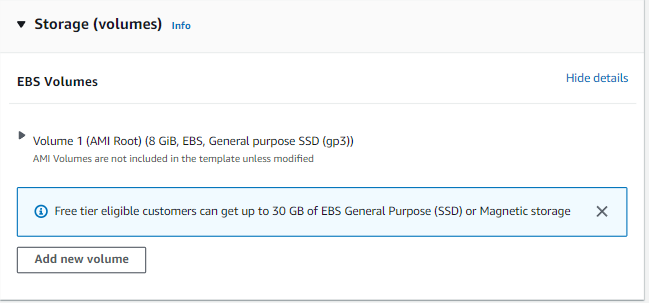 Storage (volumes) Info
EBS Volumes
Hide details
Volume 1 (AMI Root) (8 GiB, EBS, General purpose SSD (gp3))
AMI Volumes are not included in the template unless modified
Free tier eligible customers can get up to 30 GB of EBS General Purpose (SSD) or Magnetic storage
Add new volume